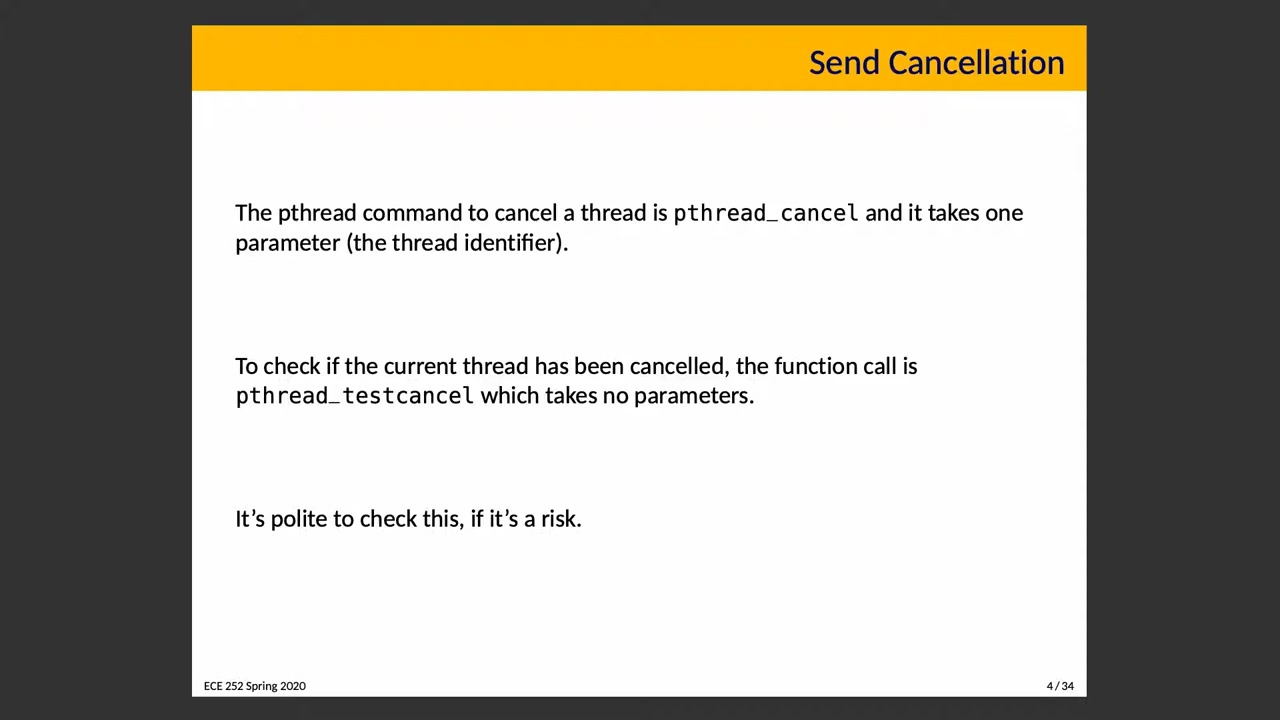 Send Cancellation
The pthread command to cancel a thread is pthread_cancel and it takes one
parameter (the thread identifier).
To check if the current thread has been cancelled, the function call is
pthread_testcancel which takes no parameters.
It’s polite to check this, if it’s a risk.
ECE 252 Spring 2020
4 / 34